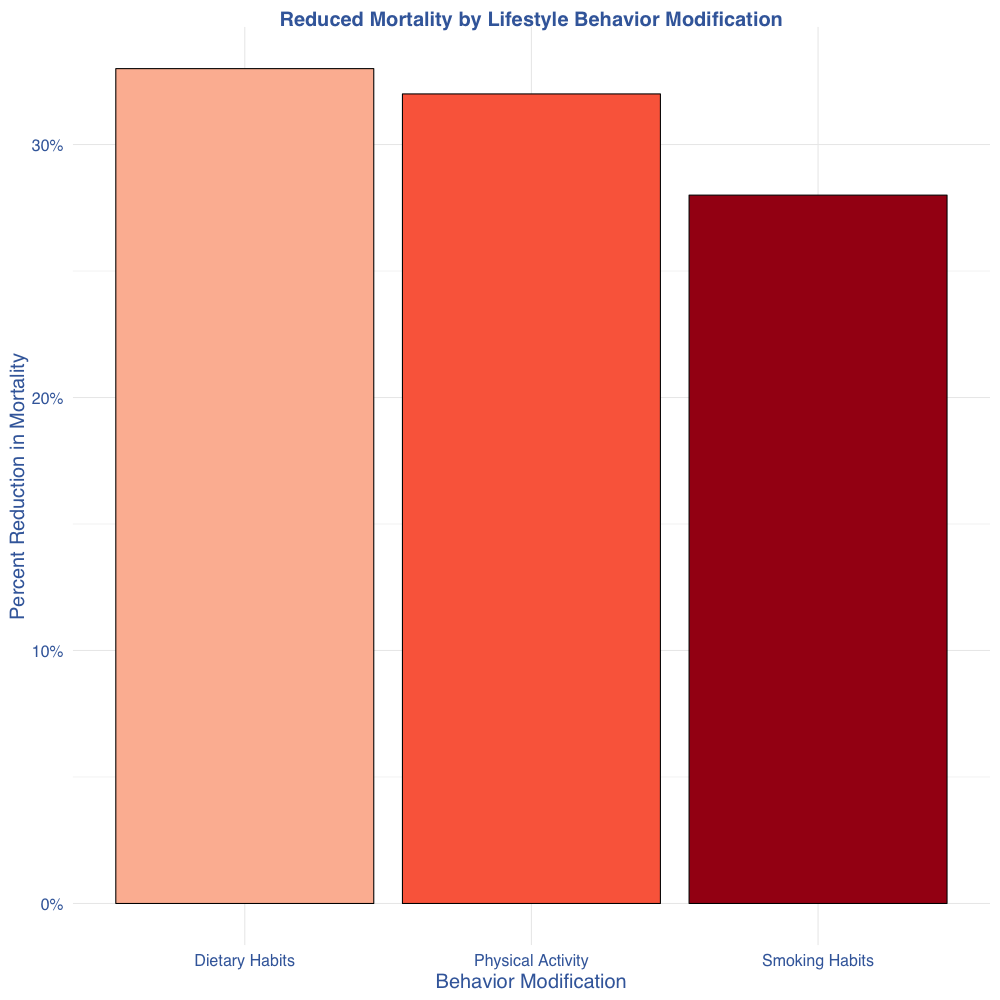 Reduced Mortality by Lifestyle Behavior Modification
Percent Reduction in Mortality
30%
20%
10%
0%
Dietary Habits
Physical Activity
Smoking Habits
Behavior Modification